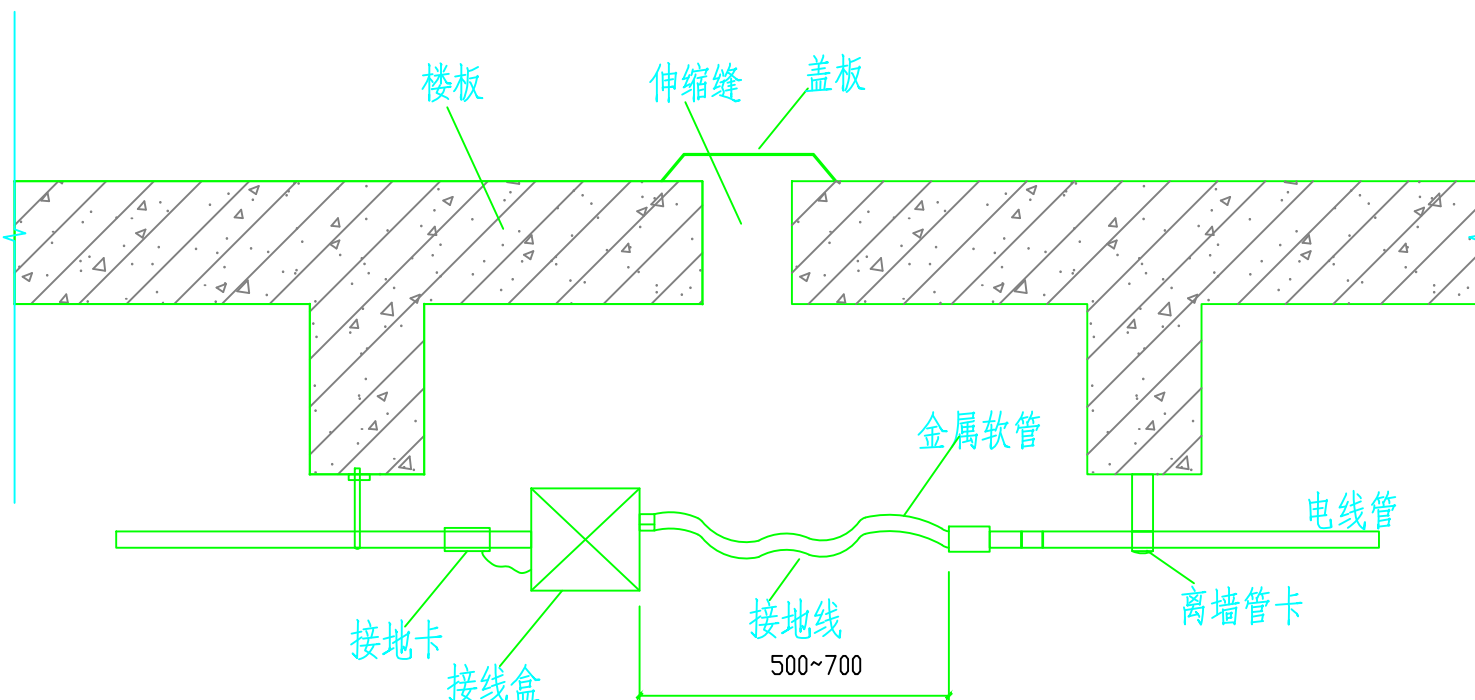 楼板
伸缩缝
盖板
金属软管
电线管
接地卡
接线盒
接地线
离墙管卡
500~700